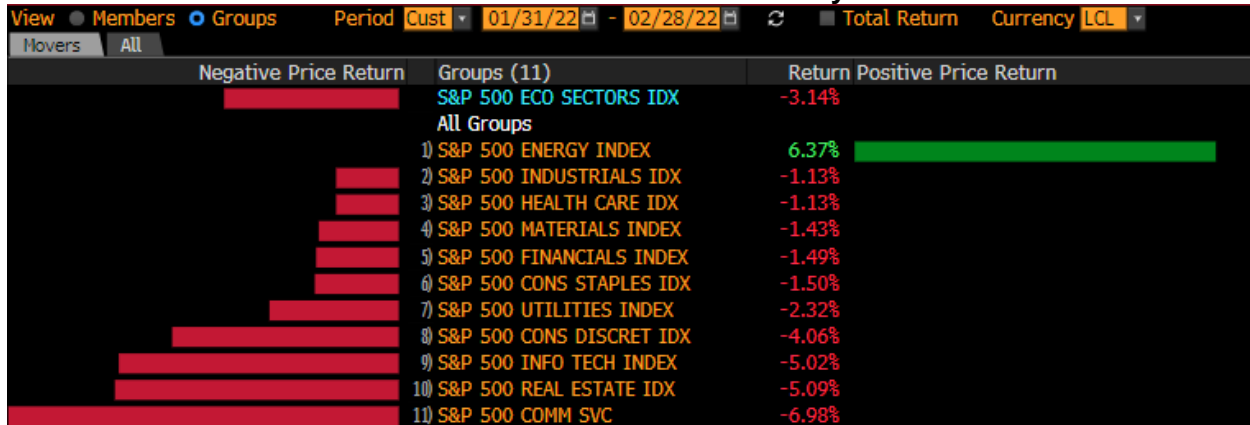 View Members Groups Period Cust 01/31/22 - 02/28/22 Total Return Currency LCL
Movers All
Negative Price Return Groups (11) Return Positive Price Return
S&P 500 ECO SECTORS IDX -3.14%
All Groups
1) S&P 500 ENERGY INDEX 6.37%
2) S&P 500 INDUSTRIALS IDX -1.13%
3) S&P 500 HEALTH CARE IDX -1.13%
4) S&P 500 MATERIALS INDEX -1.43%
5) S&P 500 FINANCIALS INDEX -1.49%
6) S&P 500 CONS STAPLES IDX -1.50%
7) S&P 500 UTILITIES INDEX -2.32%
8) S&P 500 CONS DISCRET IDX -4.06%
9) S&P 500 INFO TECH INDEX -5.02%
10) S&P 500 REAL ESTATE IDX -5.09%
11) S&P 500 COMM SVC -6.98%